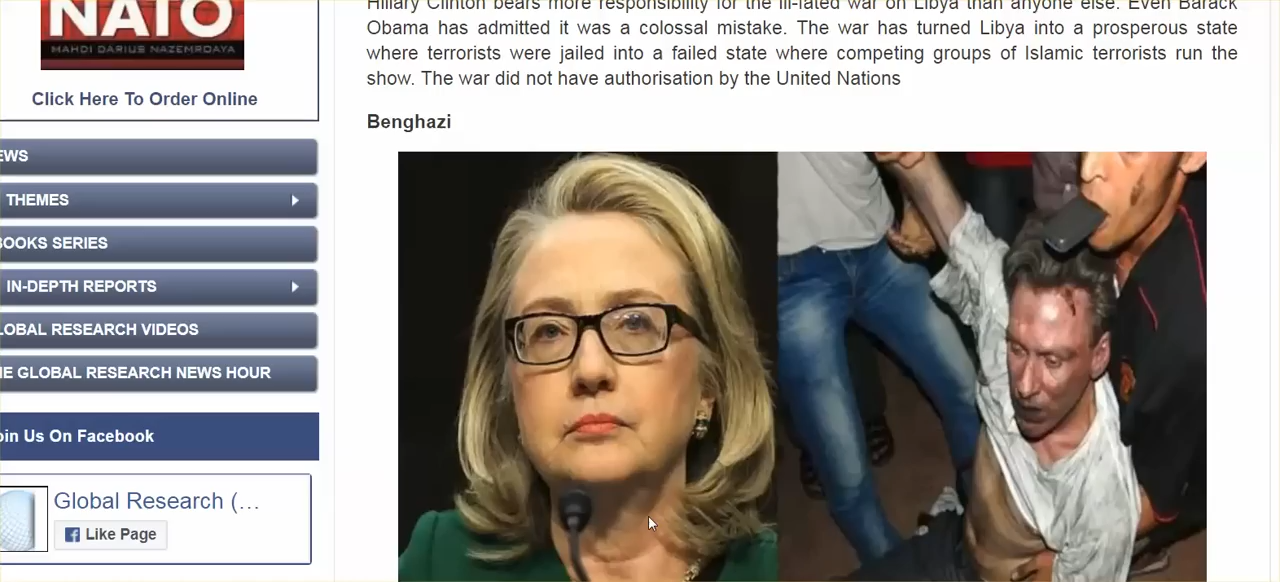 NATO
MAHDI DARIUS NAZEMROAYA
Click Here To Order Online
EWS
THEMES
BOOKS SERIES
IN-DEPTH REPORTS
LOBAL RESEARCH VIDEOS
HE GLOBAL RESEARCH NEWS HOUR
oin Us On Facebook
Global Research (...
Like Page
Hillary Clinton bears more responsibility for the ill-fated war on Libya than anyone else. Even Barack
Obama has admitted it was a colossal mistake. The war has turned Libya into a prosperous state
where terrorists were jailed into a failed state where competing groups of Islamic terrorists run the
show. The war did not have authorisation by the United Nations
Benghazi